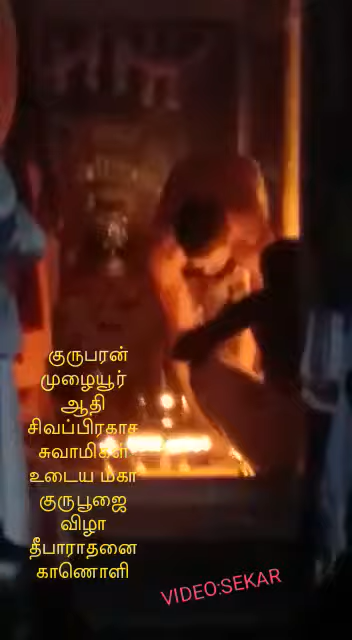 குருபரன்
முழையூர்
ஆதி
சிவப்பிரகாச
சுவாமிகள்
உடைய மகா
குருபூஜை
விழா
தீபாராதனை
காணொளி
VIDEO:SEKAR